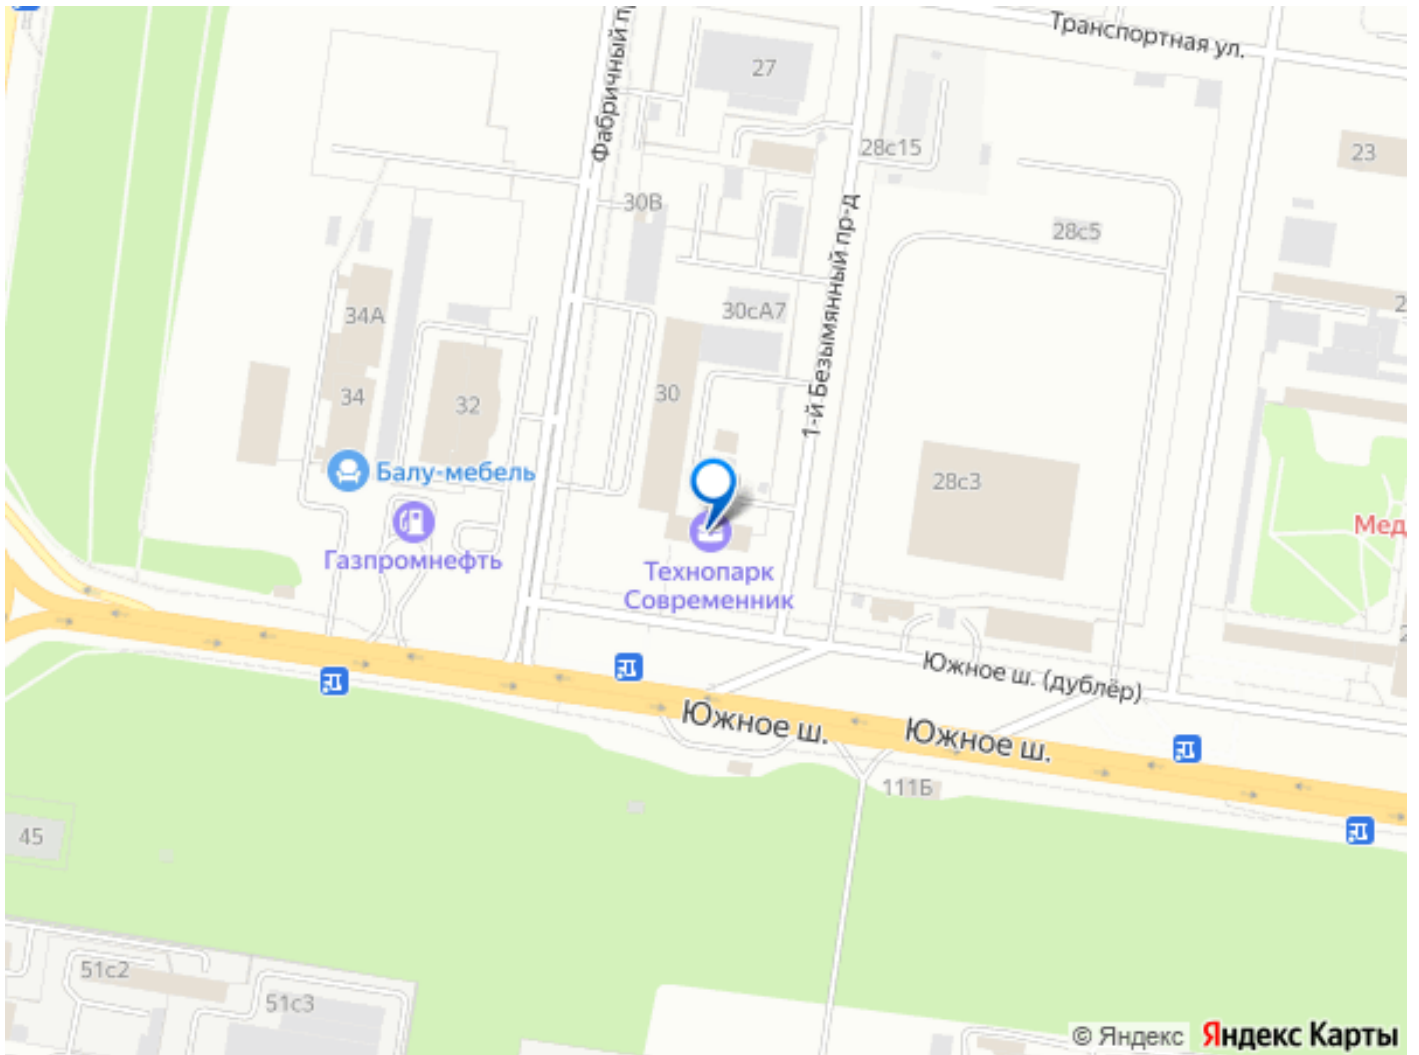 Транспортная ул.
27
Фабричный п
28с15
23
30В
28с5
1-й Безымянный пр-д
30сА7
34А
34
32
30
Балу-мебель
28с3
Газпромнефть
Мед
Технопарк
Современник
Южное ш. (дублёр)
Южное ш.
Южное ш.
111Б
45
51с2
51с3
© Яндекс
Яндекс Карты